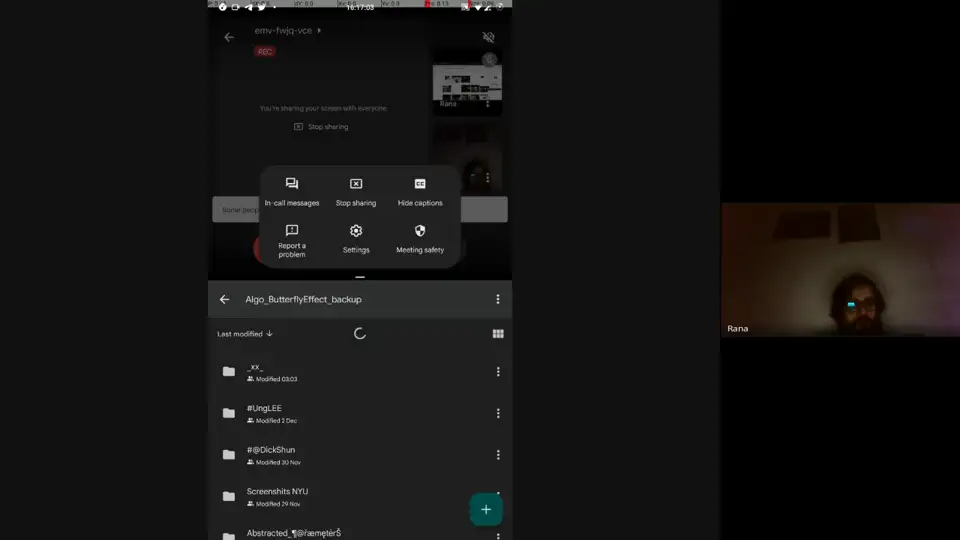 16:17:03
emv-fwjq-vce
REC
You're sharing your screen with everyone.
Stop sharing
Rana
In-call messages
Stop sharing
Hide captions
Some peop
Report a
problem
Settings
Meeting safety
Algo_ButterflyEffect_backup
Last modified
_xx_
Modified 03:03
#UngLEE
Modified 2 Dec
#@DickShun
Modified 30 Nov
Screenshits NYU
Modified 29 Nov
Rana